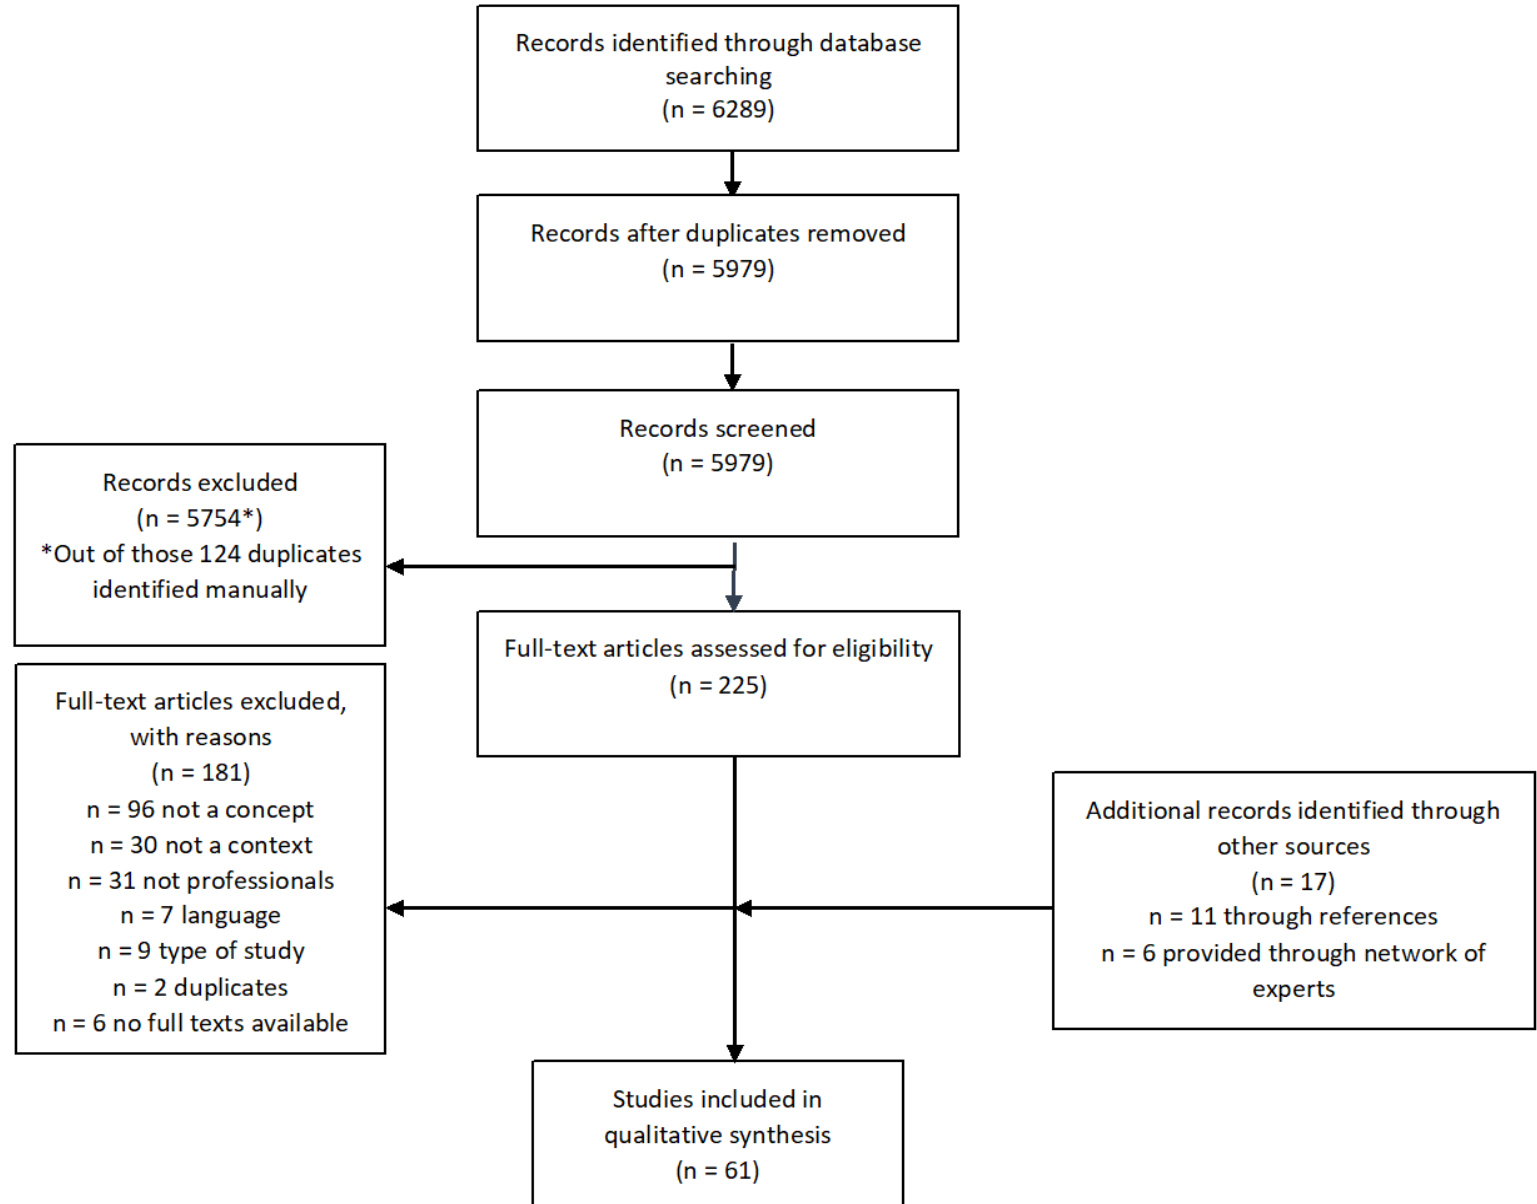 Records identified through database
searching
(n = 6289)
Records after duplicates removed
(n = 5979)
Records screened
(n = 5979)
Records excluded
(n = 5754*)
*Out of those 124 duplicates
identified manually
Full-text articles assessed for eligibility
(n = 225)
Full-text articles excluded,
with reasons
(n = 181)
n = 96 not a concept
n = 30 not a context
n = 31 not professionals
n = 7 language
n = 9 type of study
n = 2 duplicates
n = 6 no full texts available
Additional records identified through
other sources
(n = 17)
n = 11 through references
n = 6 provided through network of
experts
Studies included in
qualitative synthesis
(n = 61)